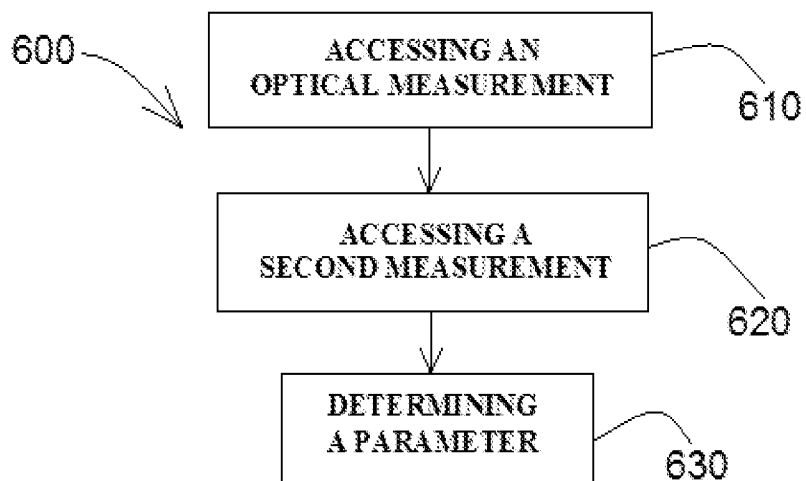 600
ACCESSING AN
OPTICAL MEASUREMENT
610
ACCESSING A
SECOND MEASUREMENT
620
DETERMINING
A PARAMETER
630